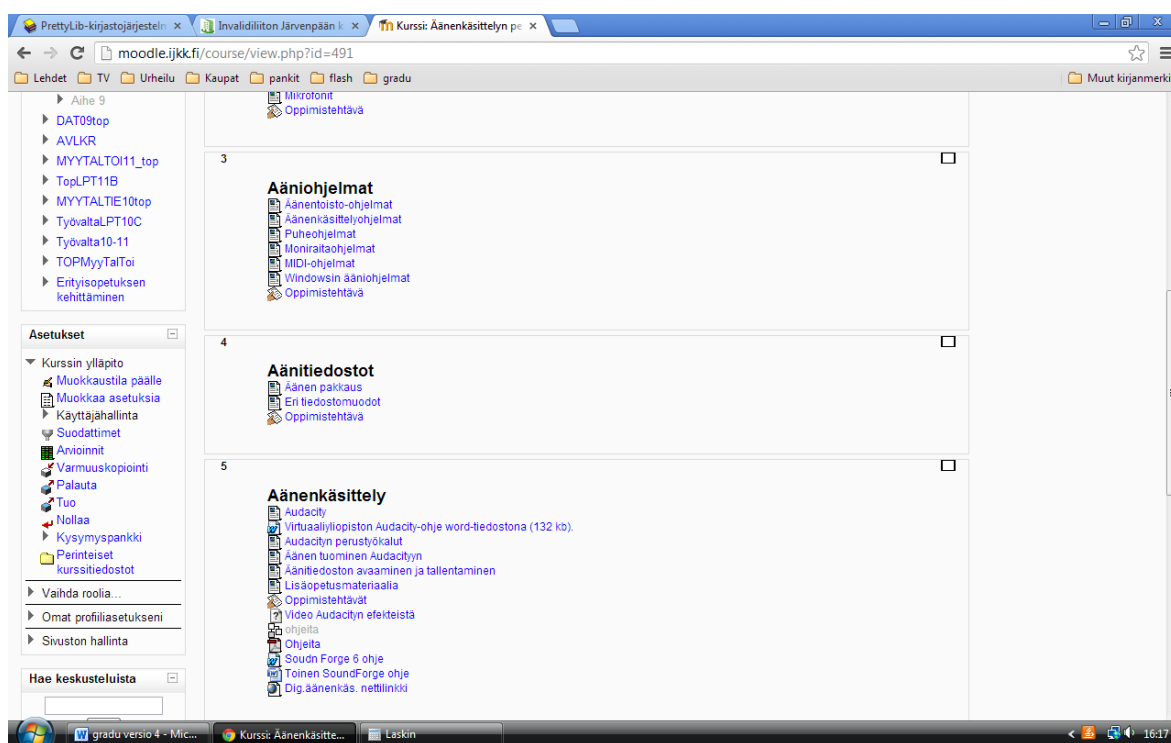 PrettyLib-kirjastojärjesteln
Invalidiliiton Järvenpään k
Kurssi: Äänenkäsittelyn pe
moodle.ijkk.fi/course/view.php?id=491
Lehdet TV Urheilu Kaupat pankit flash gradu Muut kirjanmerki
Aihe 9
DAT09top
AVLKR
MYYTALTOI11_top
TopLPT11B
MYYTALTIE10top
TyövaltaLPT10C
Työvalta10-11
TOPMyyTalToi
Erityisopetuksen
kehittäminen
Asetukset
Kurssin ylläpito
Muokkaustila päälle
Muokkaa asetuksia
Käyttäjähallinta
Suodattimet
Arvioinnit
Varmuuskopiointi
Palauta
Tuo
Nollaa
Kysymyspankki
Perinteiset
kurssitiedostot
Vaihda roolia...
Omat profiiliasetukseni
Sivuston hallinta
Hae keskusteluista
Mikrofonit
Oppimistehtävä
3
Ääniohjelmat
Äänentoisto-ohjelmat
Äänenkäsittelyohjelmat
Puheohjelmat
Moniraitaohjelmat
MIDI-ohjelmat
Windowsin ääniohjelmat
Oppimistehtävä
4
Äänitiedostot
Äänen pakkaus
Eri tiedostomuodot
Oppimistehtävä
5
Äänenkäsittely
Audacity
Virtuaaliyliopiston Audacity-ohje word-tiedostona (132 kb).
Audacityn perustyökalut
Äänen tuominen Audacityyn
Äänitiedoston avaaminen ja tallentaminen
Lisäopetusmateriaalia
Oppimistehtävät
Video Audacityn efekteistä
ohjeita
Ohjeita
Soudn Forge 6 ohje
Toinen SoundForge ohje
Dig.äänenkäs. nettilinkki
gradu versio 4 - Mic...
Kurssi: Äänenkäsitte...
Laskin
16:17